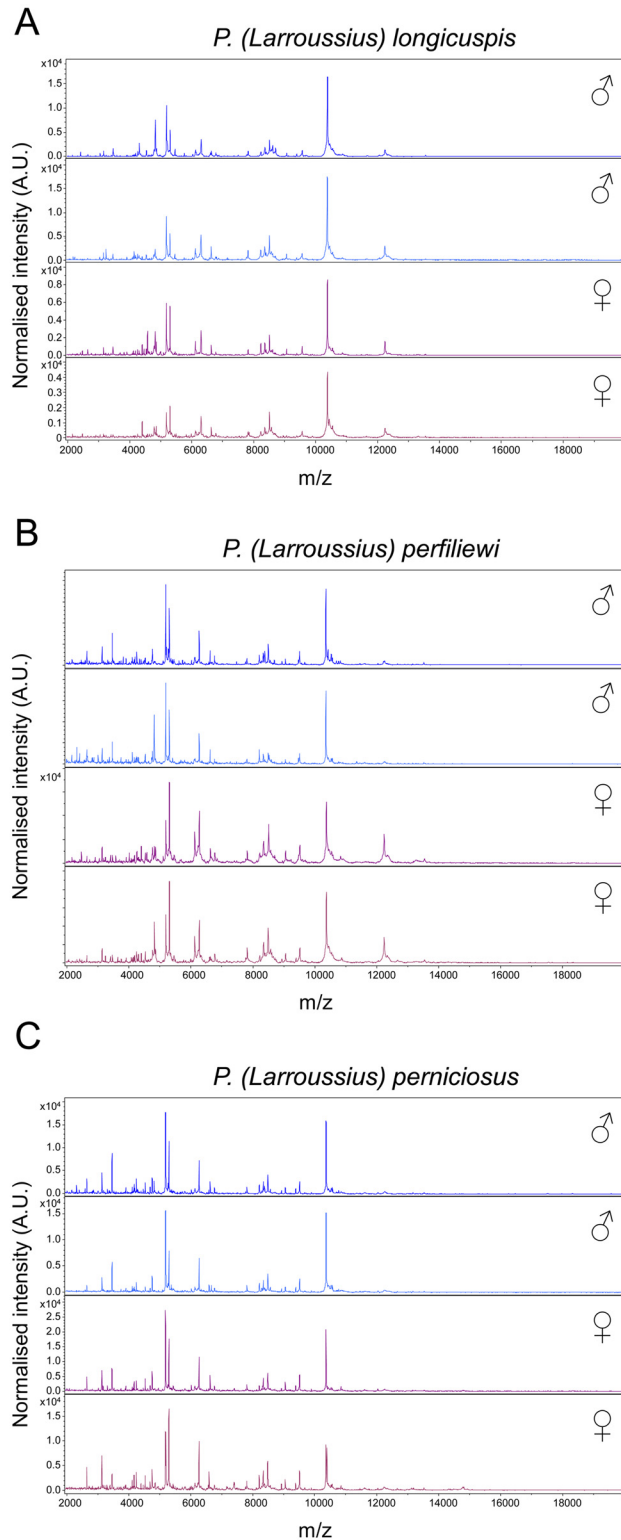 A
P. (Larroussius) longicuspis
Normalised intensity (A.U.)
x10⁴
1.5
1.0
0.5
0.0
♂
x10⁴
1.5
1.0
0.5
0.0
♂
x10⁴
0.8
0.6
0.4
0.2
0.0
♀
x10⁴
0.4
0.3
0.2
0.1
0
♀
2000 4000 6000 8000 10000 12000 14000 16000 18000
m/z
B
P. (Larroussius) perfiliewi
Normalised intensity (A.U.)
♂
♂
x10⁴
♀
♀
2000 4000 6000 8000 10000 12000 14000 16000 18000
m/z
C
P. (Larroussius) perniciosus
Normalised intensity (A.U.)
x10⁴
1.5
1.0
0.5
0.0
♂
x10⁴
1.5
1.0
0.5
0.0
♂
x10⁴
2.5
2.0
1.5
1.0
0.5
0.0
♀
x10⁴
1.5
1.0
0.5
0.0
♀
2000 4000 6000 8000 10000 12000 14000 16000 18000
m/z